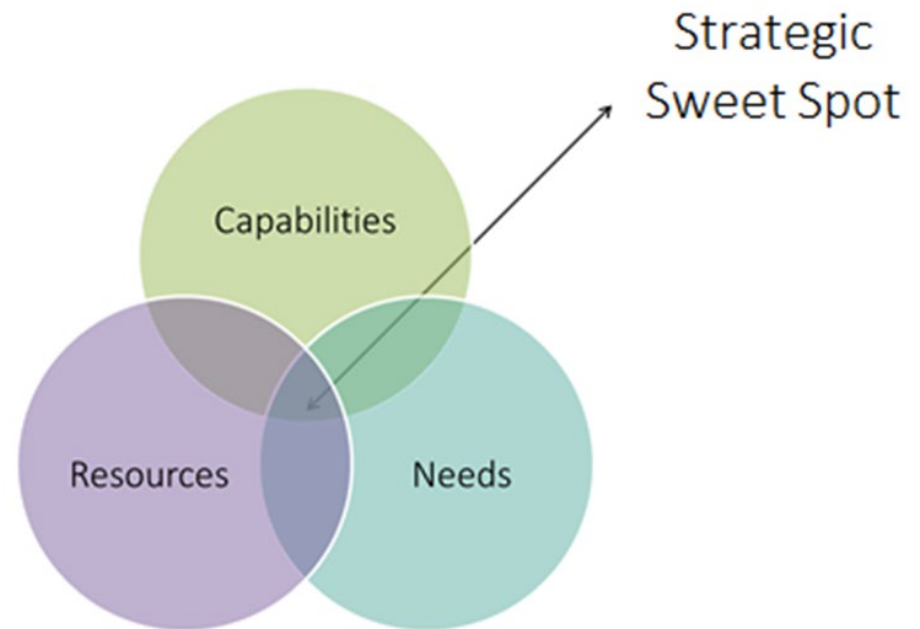 Strategic
Sweet Spot
Capabilities
Resources
Needs